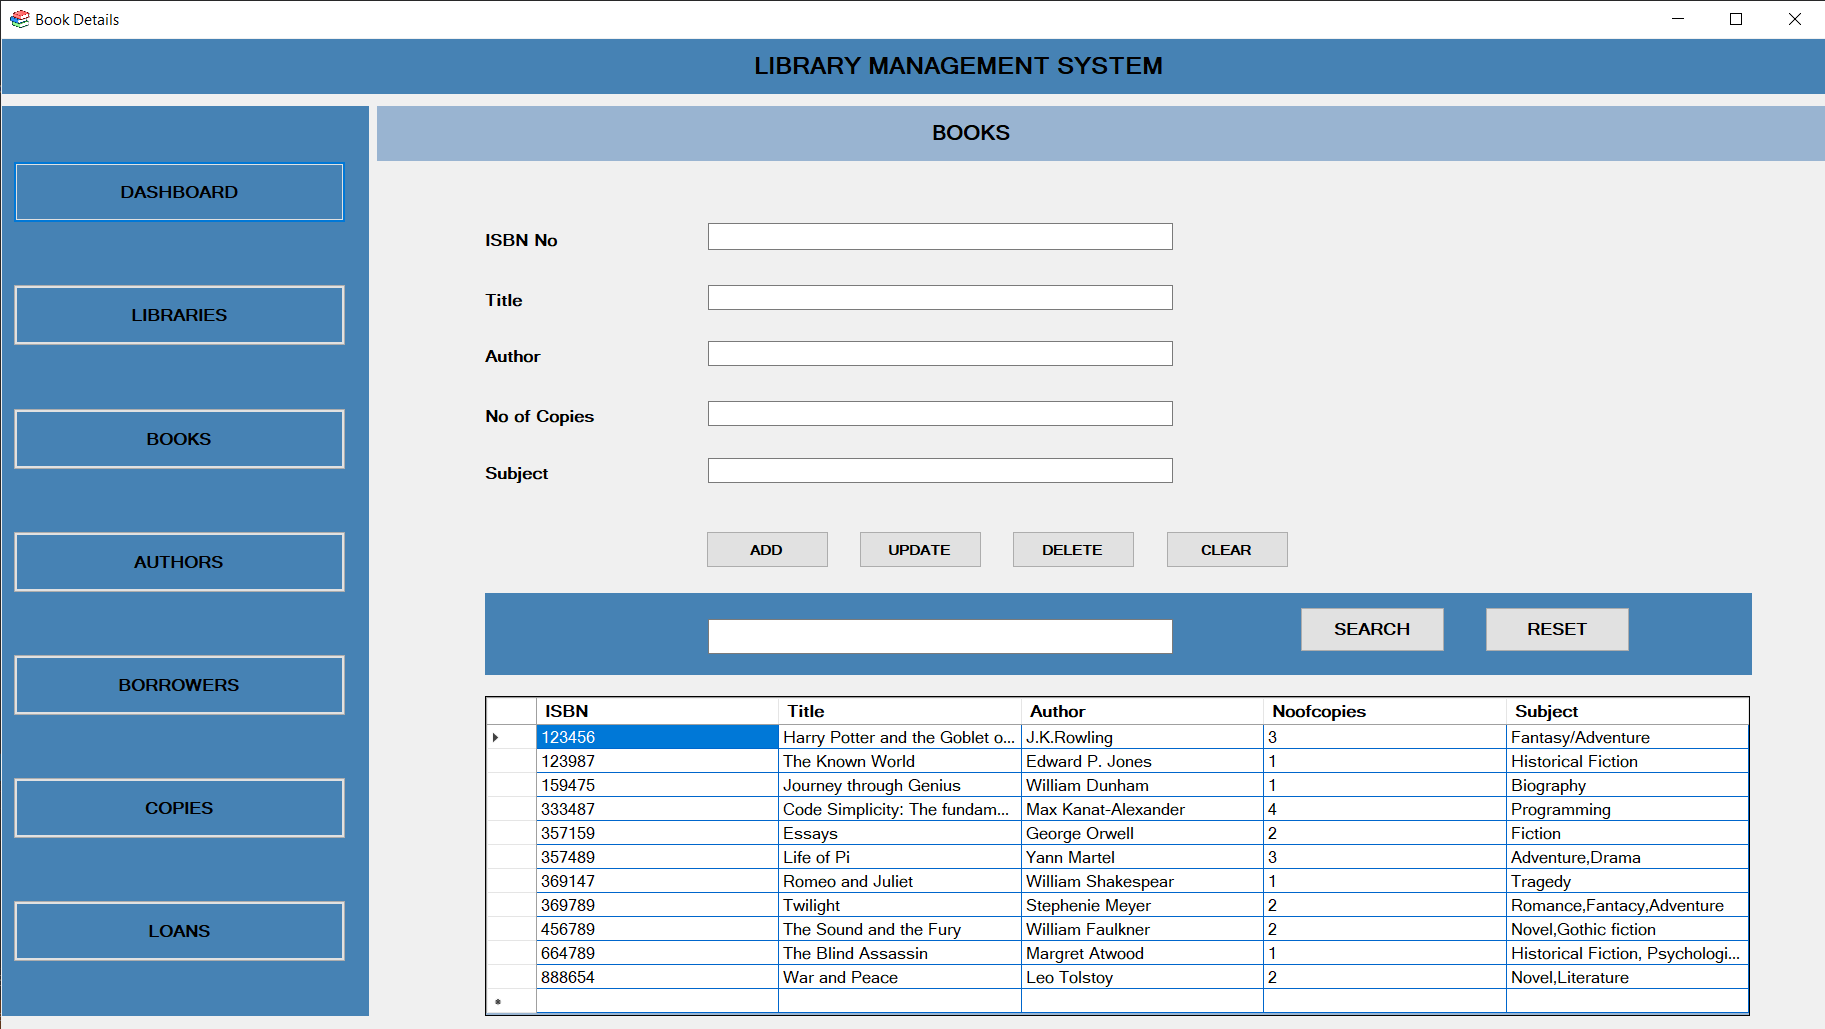 Book Details
LIBRARY MANAGEMENT SYSTEM
DASHBOARD
LIBRARIES
BOOKS
AUTHORS
BORROWERS
COPIES
LOANS
BOOKS
ISBN No
Title
Author
No of Copies
Subject
ADD UPDATE DELETE CLEAR
SEARCH RESET
ISBN Title Author Noofcopies Subject
123456 Harry Potter and the Goblet o... J.K.Rowling 3 Fantasy/Adventure
123987 The Known World Edward P. Jones 1 Historical Fiction
159475 Journey through Genius William Dunham 1 Biography
333487 Code Simplicity: The fundam... Max Kanat-Alexander 4 Programming
357159 Essays George Orwell 2 Fiction
357489 Life of Pi Yann Martel 3 Adventure,Drama
369147 Romeo and Juliet William Shakespear 1 Tragedy
369789 Twilight Stephenie Meyer 2 Romance,Fantacy,Adventure
456789 The Sound and the Fury William Faulkner 2 Novel,Gothic fiction
664789 The Blind Assassin Margret Atwood 1 Historical Fiction, Psychologi...
888654 War and Peace Leo Tolstoy 2 Novel,Literature